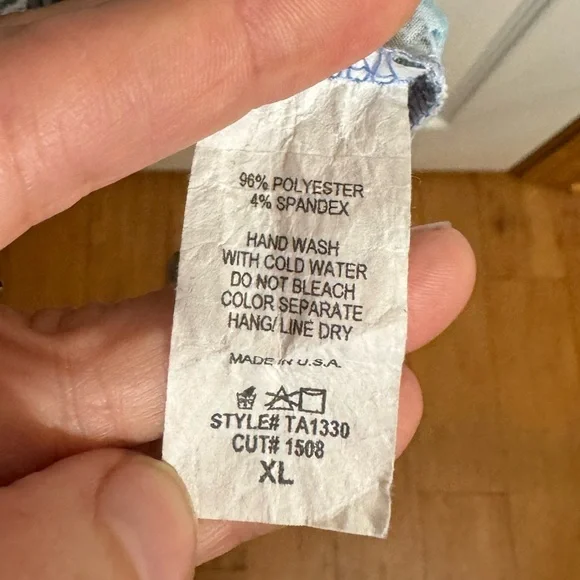 96% POLYESTER
4% SPANDEX
HAND WASH
WITH COLD WATER
DO NOT BLEACH
COLOR SEPARATE
HANG/ LINE DRY
MADE IN U.S.A.
STYLE# TA1330
CUT# 1508
XL